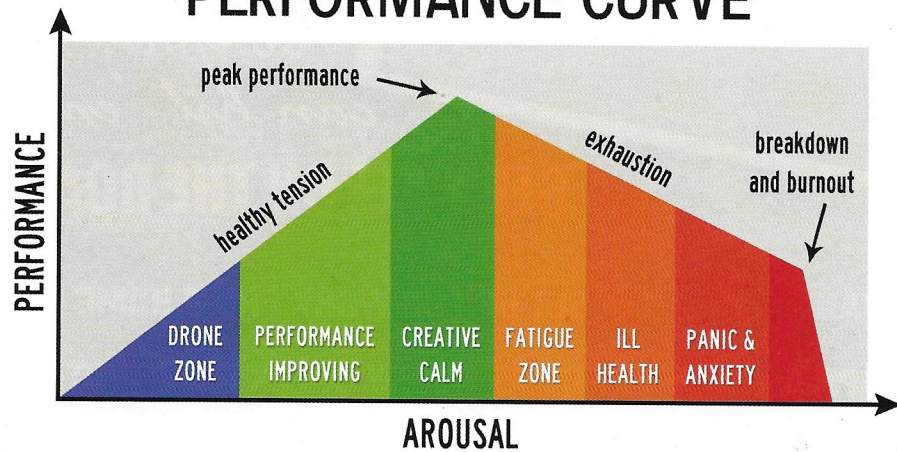 PERFORMANCE CURVE
peak performance
healthy tension
exhaustion
breakdown
and burnout
PERFORMANCE
DRONE
ZONE
PERFORMANCE
IMPROVING
CREATIVE
CALM
FATIGUE
ZONE
ILL
HEALTH
PANIC &
ANXIETY
AROUSAL